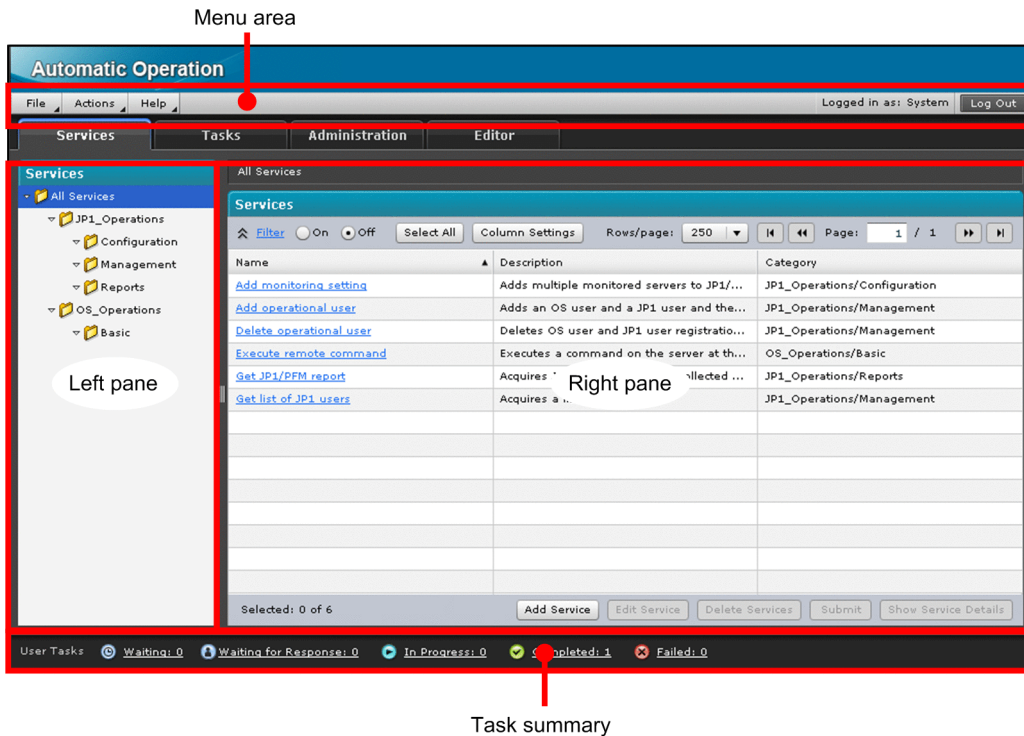 Menu area
Automatic Operation
File Actions Help Logged in as: System Log Out
Services Tasks Administration Editor
Services
All Services
JP1_Operations
Configuration
Management
Reports
OS_Operations
Basic
Left pane
All Services
Services
Filter On Off Select All Column Settings Rows/page: 250 Page: 1 / 1
Name Description Category
Add monitoring setting Adds multiple monitored servers to JP1/... JP1_Operations/Configuration
Add operational user Adds an OS user and a JP1 user and the... JP1_Operations/Management
Delete operational user Deletes OS user and JP1 user registratio... JP1_Operations/Management
Execute remote command Executes a command on the server at th... OS_Operations/Basic
Get JP1/PFM report Acquires ... JP1_Operations/Reports
Get list of JP1 users Acquires a ... JP1_Operations/Management
Right pane
Selected: 0 of 6 Add Service Edit Service Delete Services Submit Show Service Details
User Tasks Waiting: 0 Waiting for Response: 0 In Progress: 0 1 Failed: 0
Task summary